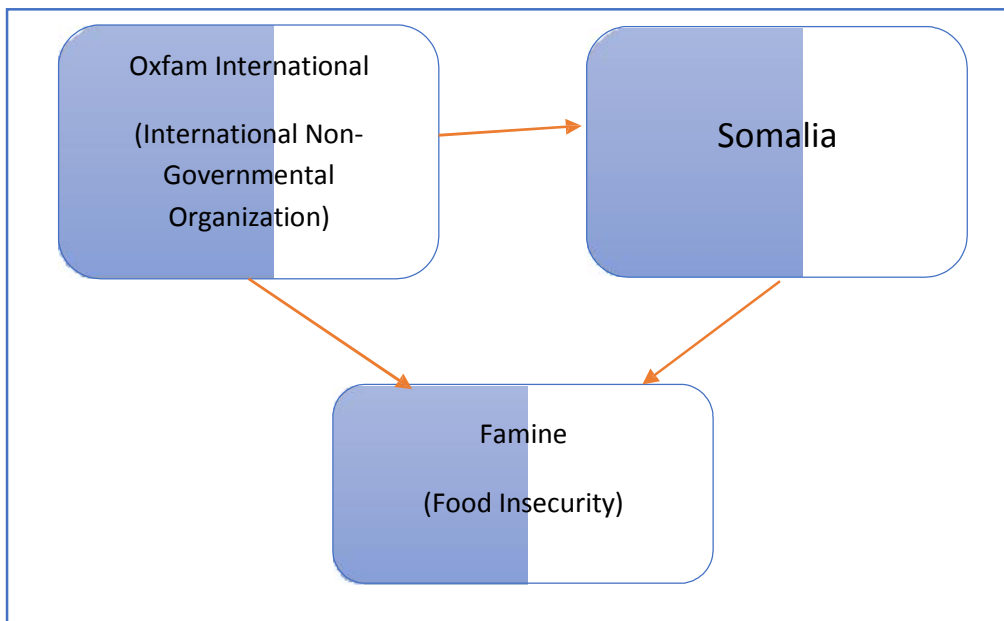 Oxfam International
(International Non-
Governmental
Organization)
Somalia
Famine
(Food Insecurity)